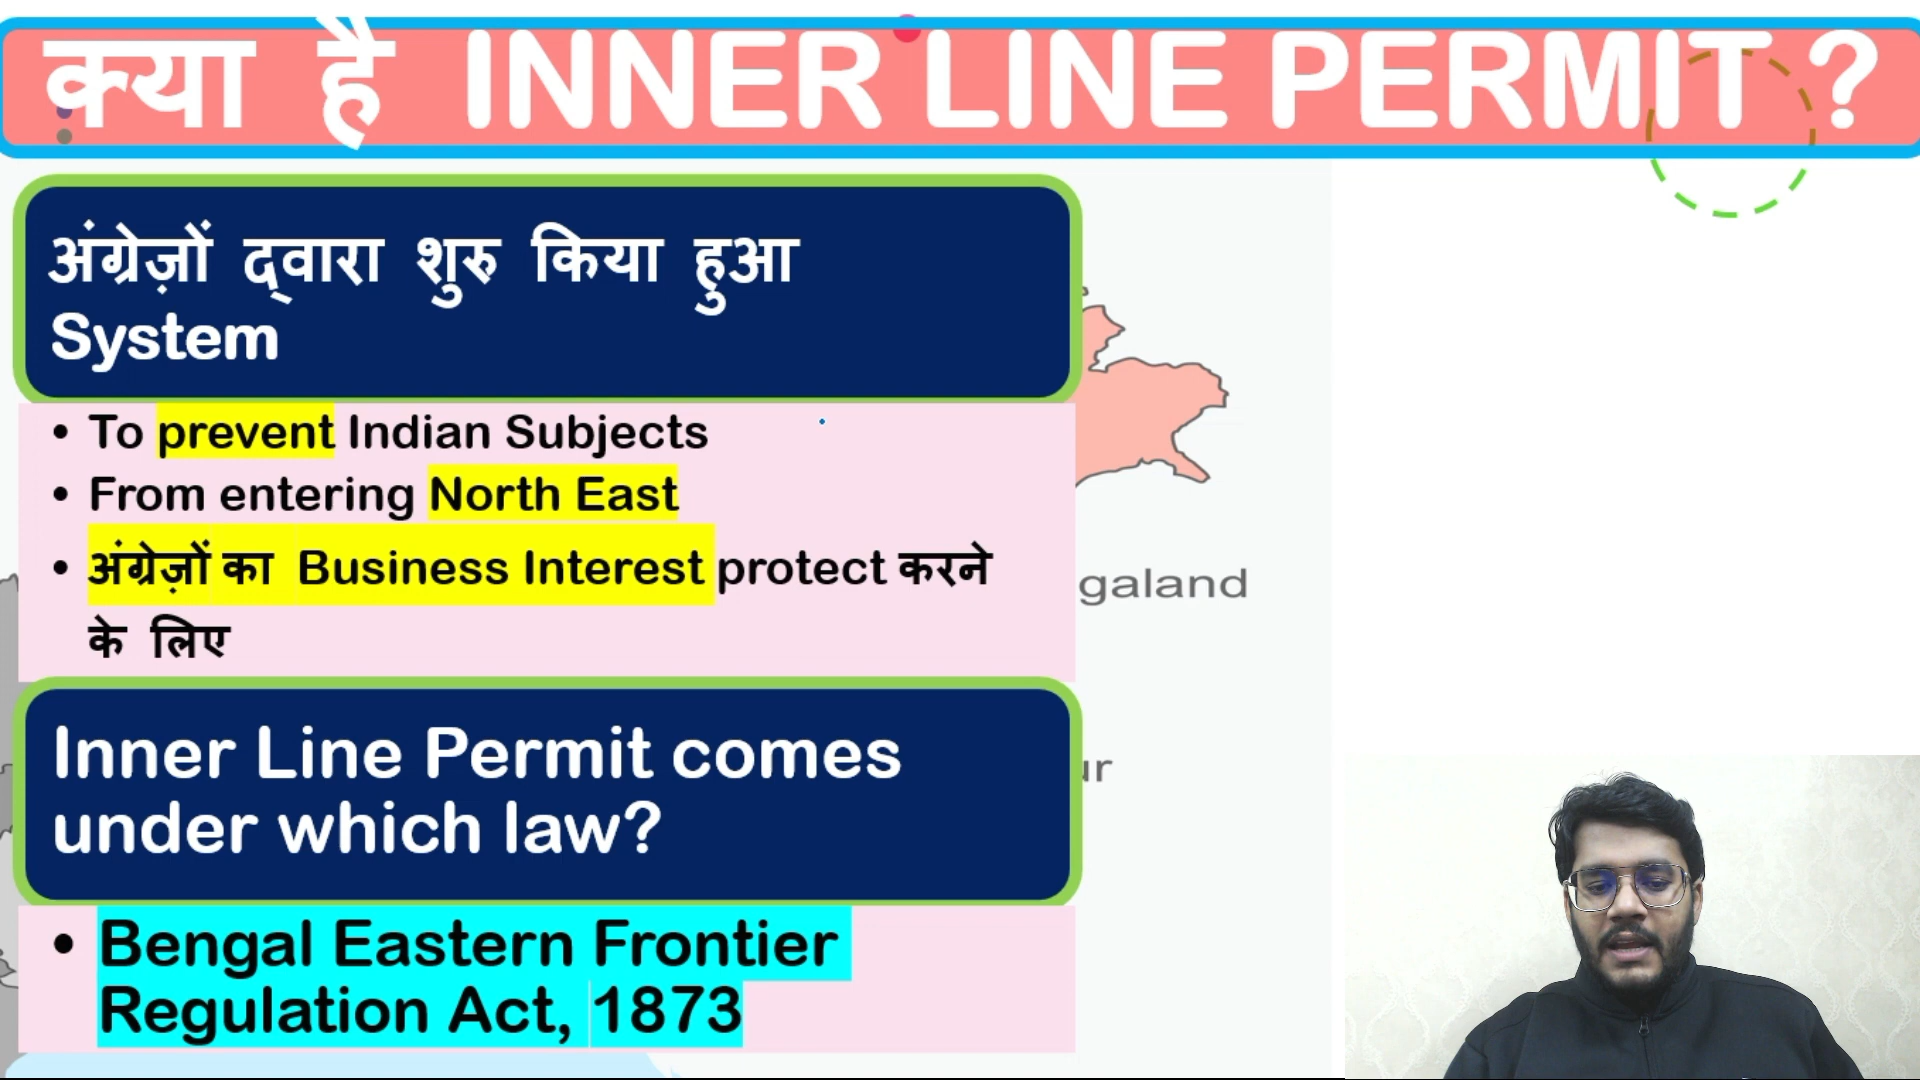 क्या है INNER LINE PERMIT ?
अंग्रेज़ों द्वारा शुरु किया हुआ
System
• To prevent Indian Subjects
• From entering North East
• अंग्रेज़ों का Business Interest protect करने
के लिए
galand
ur
Inner Line Permit comes
under which law?
• Bengal Eastern Frontier
Regulation Act, 1873